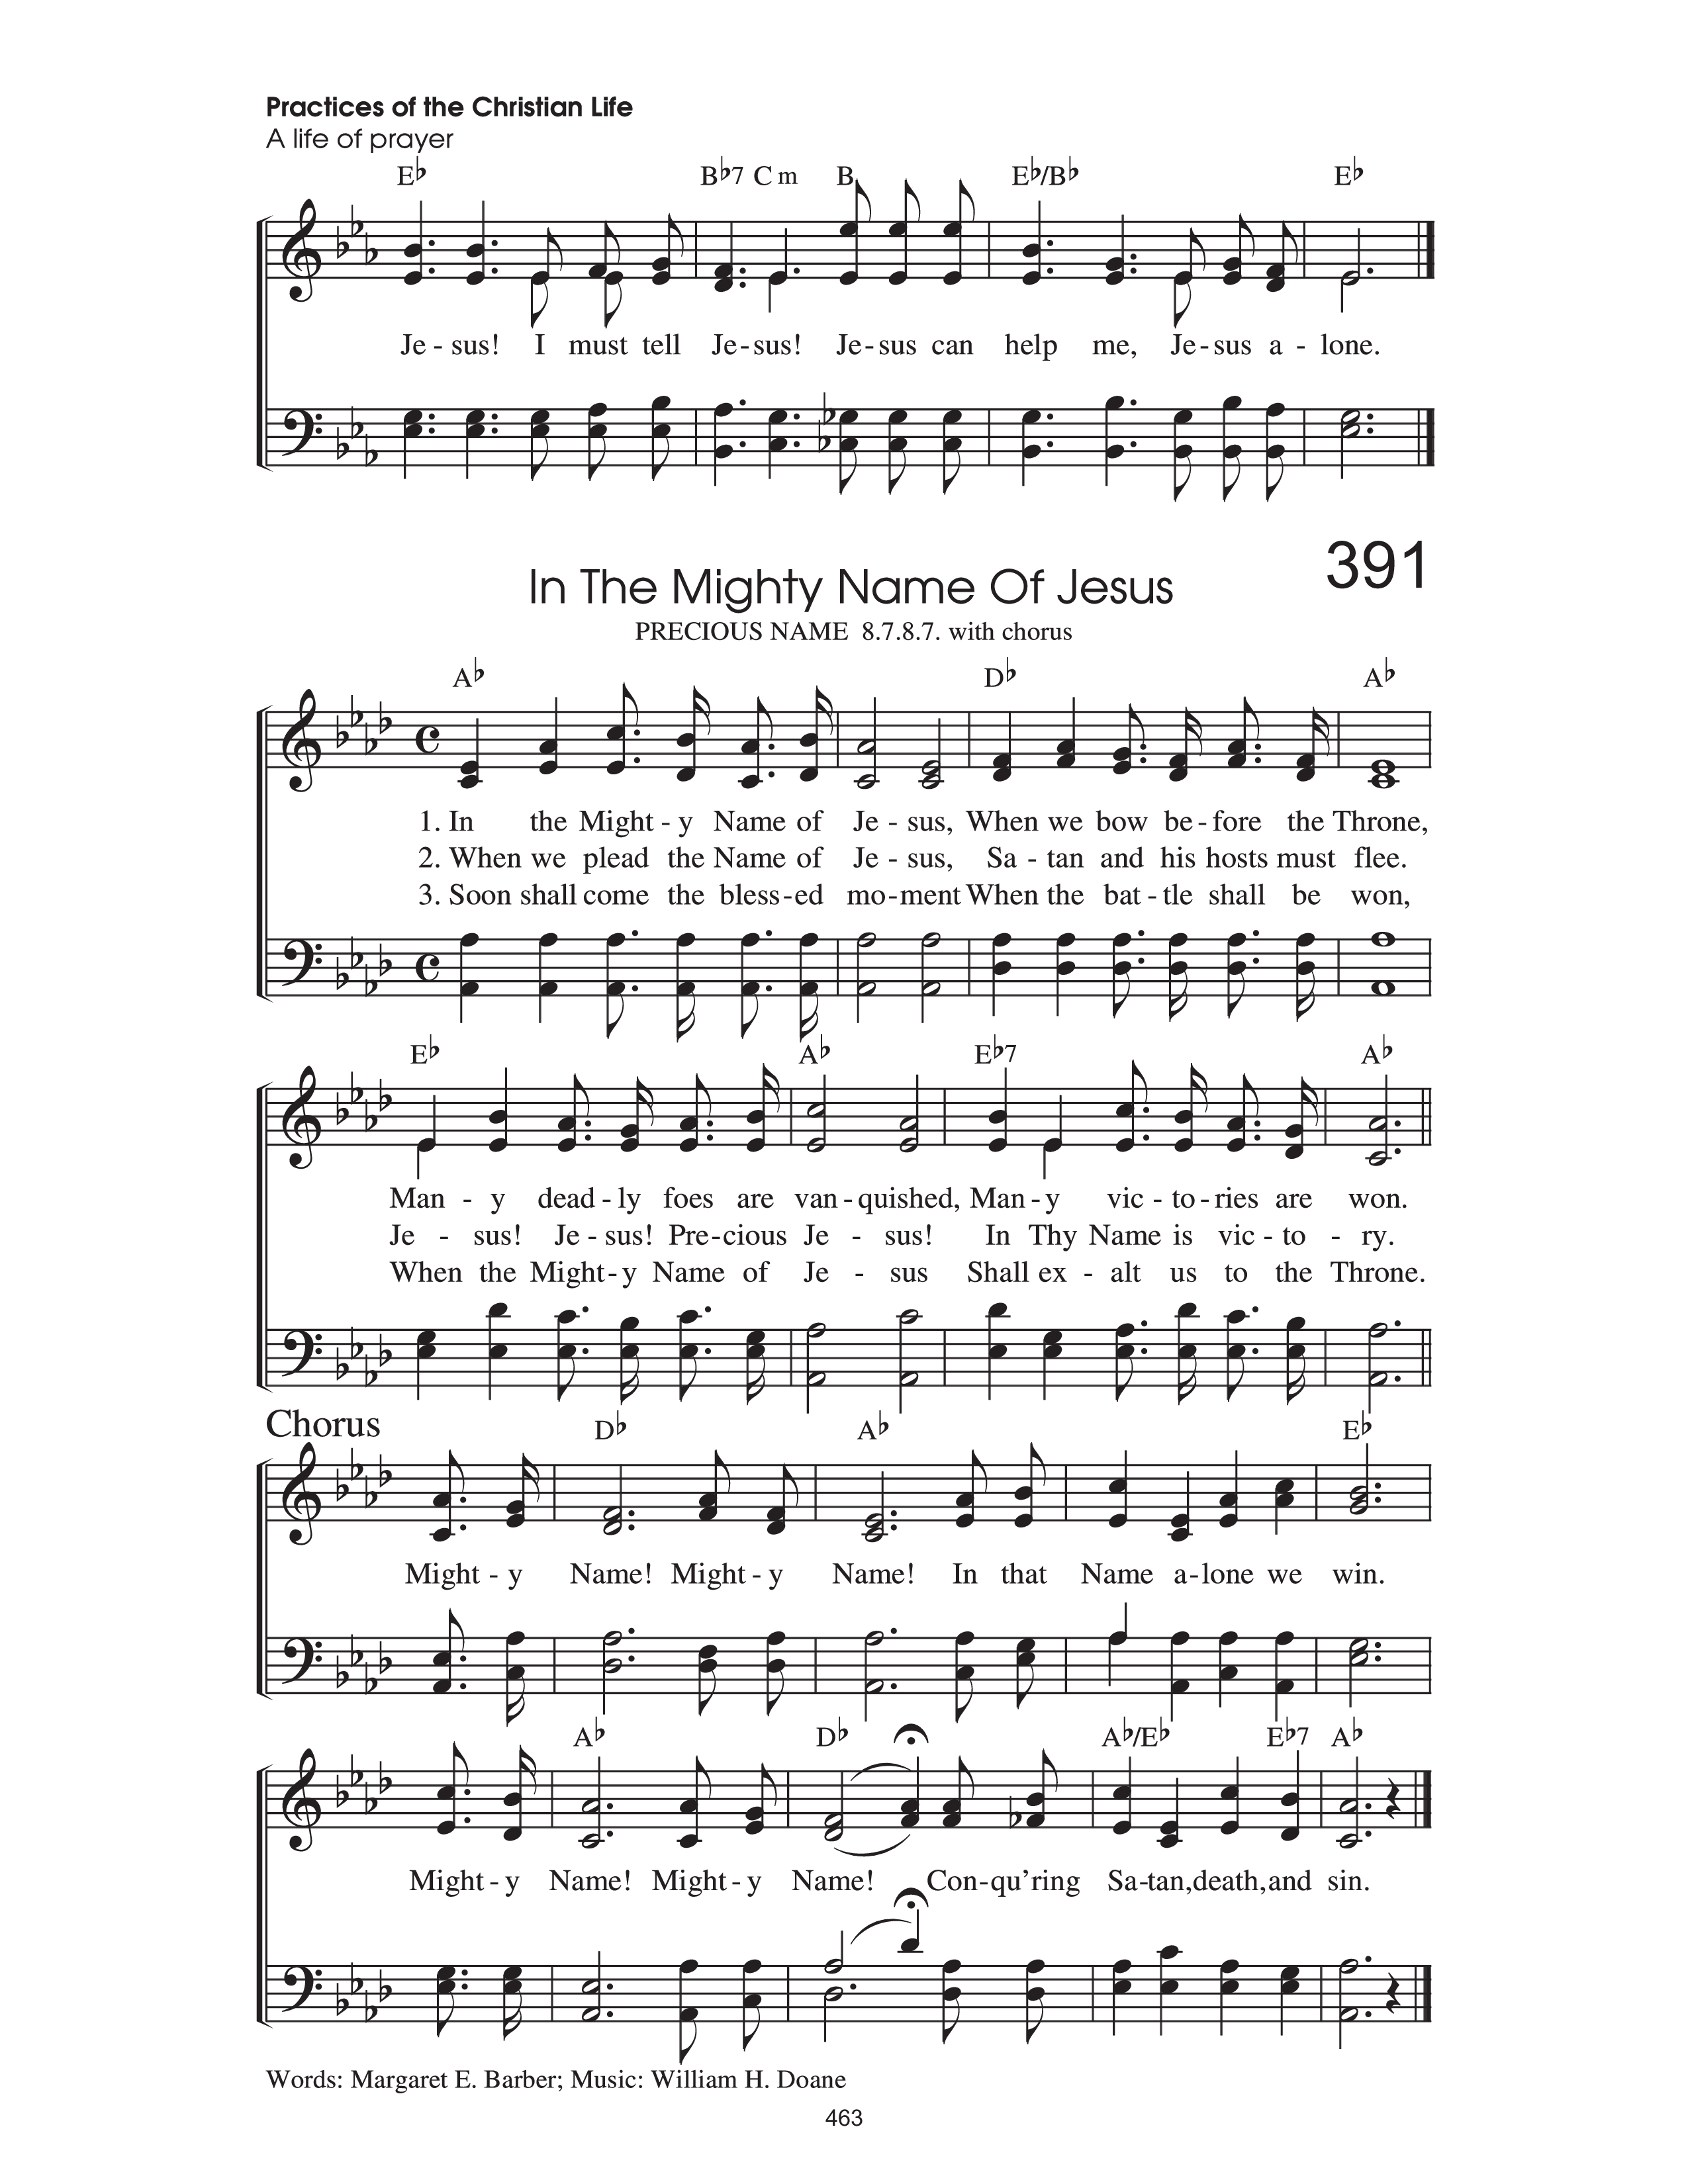 Practices of the Christian Life
A life of prayer
E♭ B♭7 C m B E♭/B♭ E♭
Je - sus! I must tell Je - sus! Je - sus can help me, Je - sus a - lone.
391
In The Mighty Name Of Jesus
PRECIOUS NAME 8.7.8.7. with chorus
A♭ D♭ A♭
1. In the Might - y Name of Je - sus, When we bow be - fore the Throne,
2. When we plead the Name of Je - sus, Sa - tan and his hosts must flee.
3. Soon shall come the bless - ed mo - ment When the bat - tle shall be won,
E♭ A♭ E♭7 A♭
Man - y dead - ly foes are van - quished, Man - y vic - to - ries are won.
Je - sus! Je - sus! Pre - cious Je - sus! In Thy Name is vic - to - ry.
When the Might - y Name of Je - sus Shall ex - alt us to the Throne.
Chorus
D♭ A♭ E♭
Might - y Name! Might - y Name! In that Name a - lone we win.
A♭ D♭ A♭/E♭ E♭7 A♭
Might - y Name! Might - y Name! Con - qu’ring Sa - tan, death, and sin.
Words: Margaret E. Barber; Music: William H. Doane
463